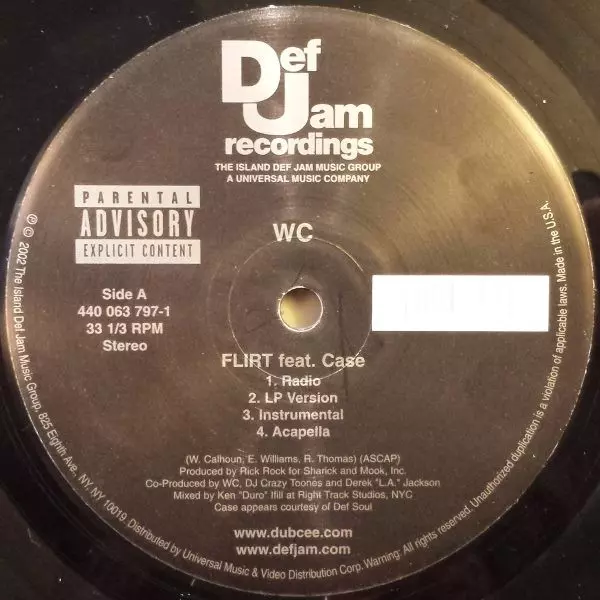 Def
Jam
recordings
THE ISLAND DEF JAM MUSIC GROUP
A UNIVERSAL MUSIC COMPANY
PARENTAL
ADVISORY
EXPLICIT CONTENT
WC
Side A
440 063 797-1
33 1/3 RPM
Stereo
FLIRT feat. Case
1. Radio
2. LP Version
3. Instrumental
4. Acapella
(W. Calhoun, E. Williams, R. Thomas) (ASCAP)
Produced by Rick Rock for Sharick and Mook, Inc.
Co-Produced by WC, DJ Crazy Toones and Derek "L.A." Jackson
Mixed by Ken "Duro" Ifill at Right Track Studios, NYC
Case appears courtesy of Def Soul
www.dubcee.com
www.defjam.com
℗ © 2002 The Island Def Jam Music Group, 825 Eighth Ave., NY, NY 10019. Distributed by Universal Music & Video Distribution Corp. Warning: All rights reserved. Unauthorized duplication is a violation of applicable laws. Made in the U.S.A.